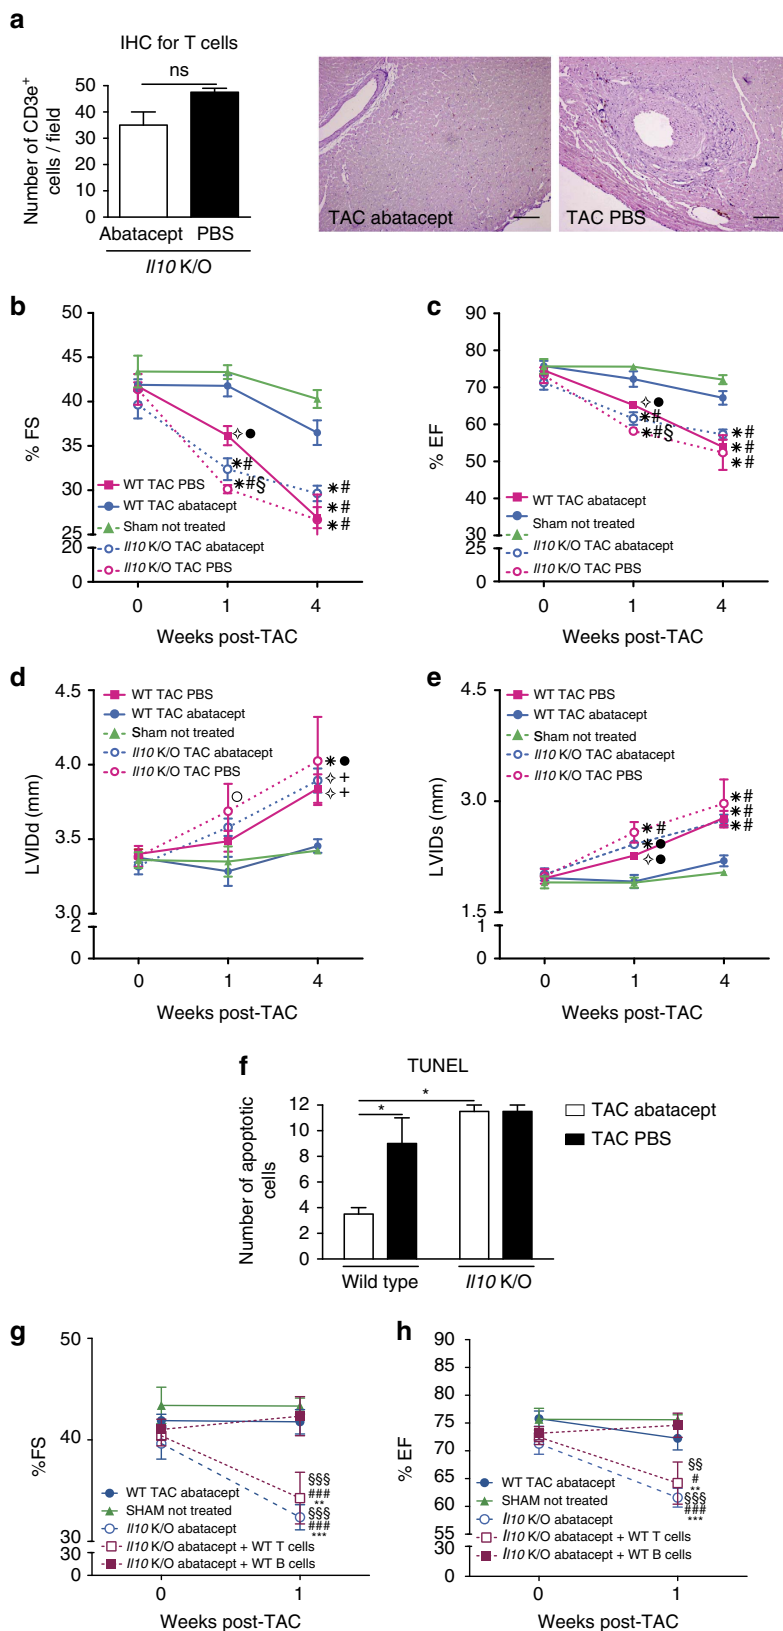 a
IHC for T cells
ns
Number of CD3e+
cells / field
50
40
30
20
10
0
Abatacept PBS
Il10 K/O
TAC abatacept
TAC PBS
b
% FS
50
45
40
35
30
25
20
0
✧●
*#
*#§
*#
*#
*#
WT TAC PBS
WT TAC abatacept
Sham not treated
Il10 K/O TAC abatacept
Il10 K/O TAC PBS
0 1 4
Weeks post-TAC
c
% EF
90
80
70
60
50
40
30
25
0
✧●
*#
*#§
*#
*#
*#
WT TAC abatacept
Sham not treated
Il10 K/O TAC abatacept
Il10 K/O TAC PBS
0 1 4
Weeks post-TAC
d
LVIDd (mm)
4.5
4.0
3.5
3.0
2
0
WT TAC PBS
WT TAC abatacept
Sham not treated
Il10 K/O TAC abatacept
Il10 K/O TAC PBS
○
*●
✧+
✧+
0 1 4
Weeks post-TAC
e
LVIDs (mm)
4.5
3.0
1.5
1
0
WT TAC PBS
WT TAC abatacept
Sham not treated
Il10 K/O TAC abatacept
Il10 K/O TAC PBS
*#
*●
✧●
*#
*#
*#
0 1 4
Weeks post-TAC
f
TUNEL
Number of apoptotic
cells
12
10
8
6
4
2
0
*
*
TAC abatacept
TAC PBS
Wild type Il10 K/O
g
%FS
50
40
30
30
0
§§§
###
**
§§§
###
***
WT TAC abatacept
SHAM not treated
Il10 K/O abatacept
Il10 K/O abatacept + WT T cells
Il10 K/O abatacept + WT B cells
0 1
Weeks post-TAC
h
% EF
90
85
80
75
70
65
60
55
30
0
§§
#
**
§§§
###
***
WT TAC abatacept
SHAM not treated
Il10 K/O abatacept
Il10 K/O abatacept + WT T cells
Il10 K/O abatacept + WT B cells
0 1
Weeks post-TAC